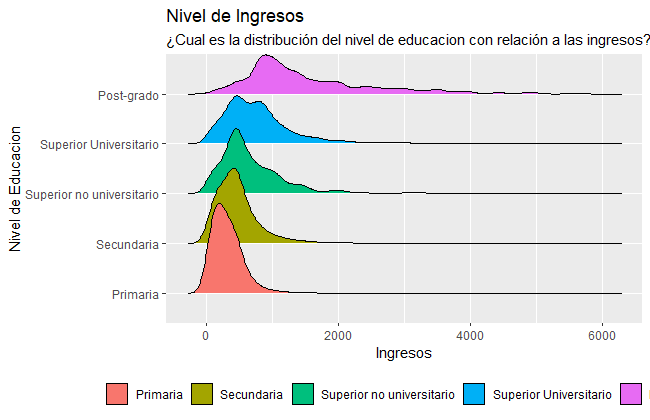 Nivel de Ingresos
¿Cual es la distribución del nivel de educacion con relación a las ingresos?
Nivel de Educacion
Post-grado
Superior Universitario
Superior no universitario
Secundaria
Primaria
0 2000 4000 6000
Ingresos
Primaria Secundaria Superior no universitario Superior Universitario